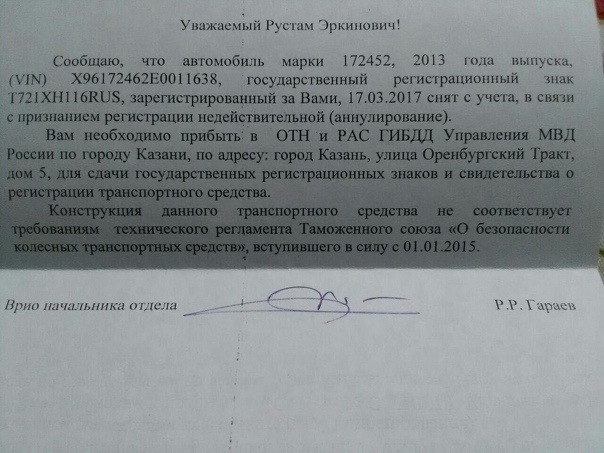 Уважаемый Рустам Эркинович!
Сообщаю, что автомобиль марки 172452, 2013 года выпуска,
(VIN) X96172462E0011638, государственный регистрационный знак
Т721ХН116RUS, зарегистрированный за Вами, 17.03.2017 снят с учета, в связи
с признанием регистрации недействительной (аннулирование).
Вам необходимо прибыть в ОТН и РАС ГИБДД Управления МВД
России по городу Казани, по адресу: город Казань, улица Оренбургский Тракт,
дом 5, для сдачи государственных регистрационных знаков и свидетельства о
регистрации транспортного средства.
Конструкция данного транспортного средства не соответствует
требованиям технического регламента Таможенного союза «О безопасности
колесных транспортных средств», вступившего в силу с 01.01.2015.
Врио начальника отдела Р.Р. Гараев